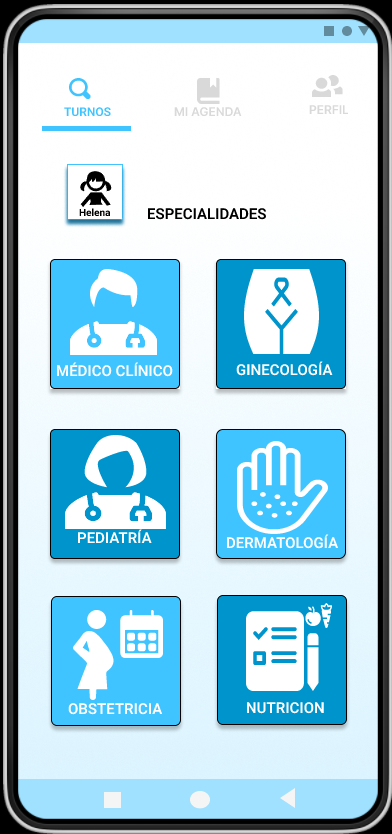 TURNOS
MI AGENDA
PERFIL
Helena
ESPECIALIDADES
MÉDICO CLÍNICO
GINECOLOGÍA
PEDIATRÍA
DERMATOLOGÍA
OBSTETRICIA
NUTRICION